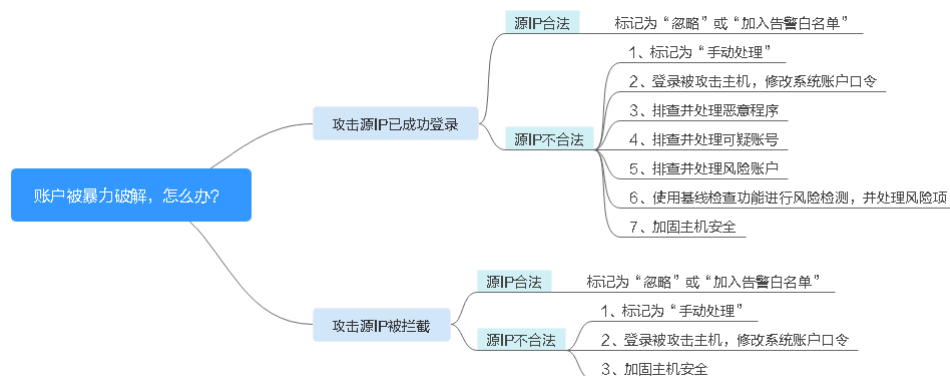 账户被暴力破解，怎么办？
攻击源IP已成功登录
源IP合法
标记为“忽略”或“加入告警白名单”
源IP不合法
1、标记为“手动处理”
2、登录被攻击主机，修改系统账户口令
3、排查并处理恶意程序
4、排查并处理可疑账号
5、排查并处理风险账户
6、使用基线检查功能进行风险检测，并处理风险项
7、加固主机安全
攻击源IP被拦截
源IP合法
标记为“忽略”或“加入告警白名单”
源IP不合法
1、标记为“手动处理”
2、登录被攻击主机，修改系统账户口令
3、加固主机安全